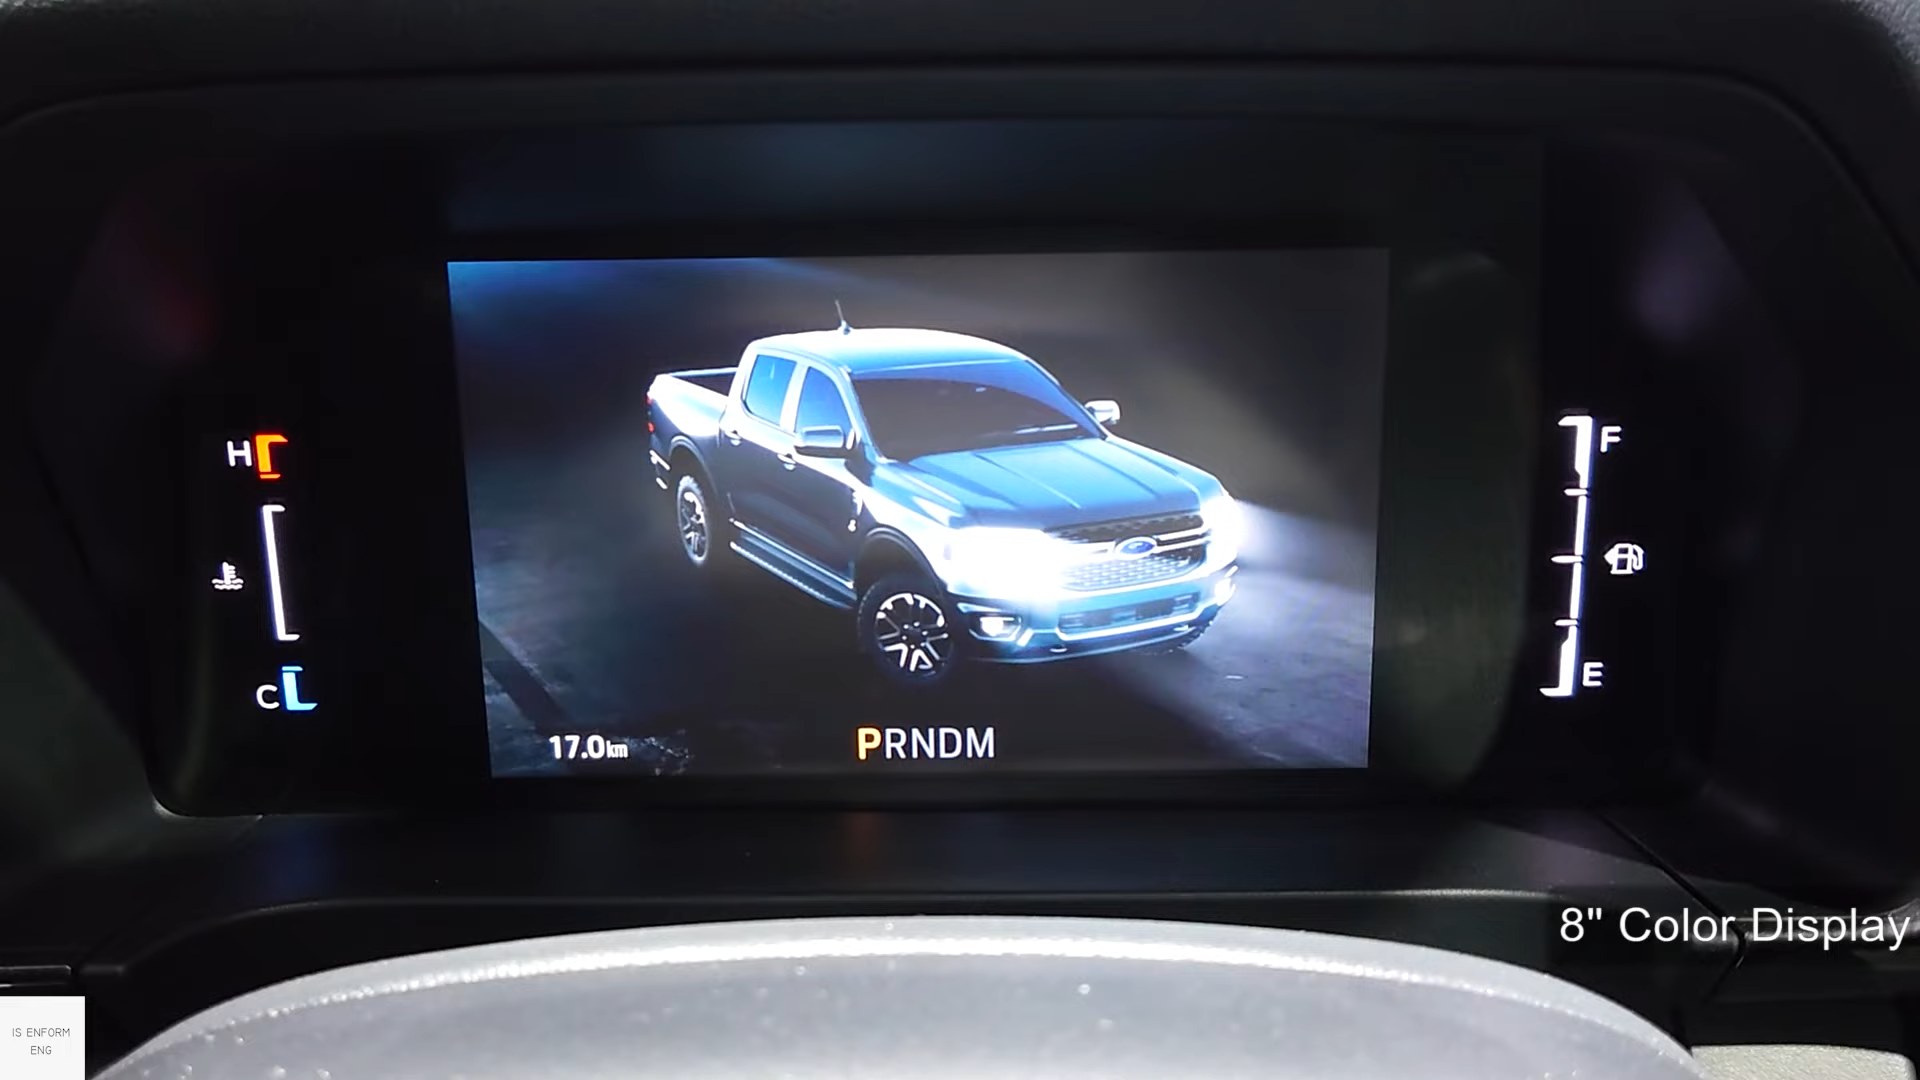 H
F
C
E
17.0km
PRNDM
8" Color Display
IS ENFORM
ENG